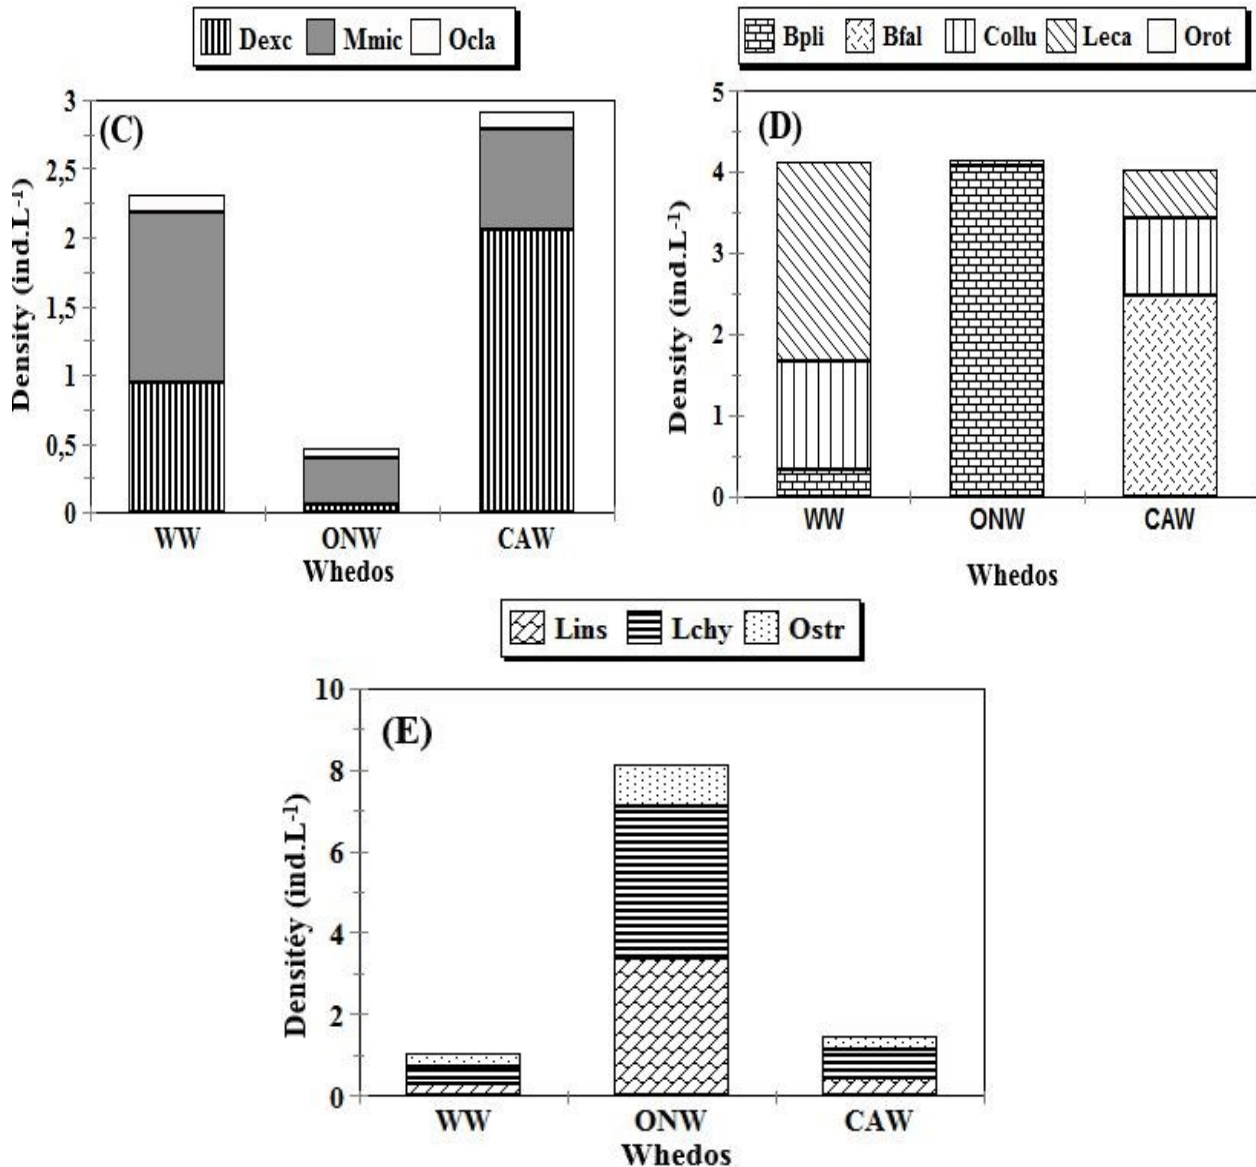 Dexc Mmic Ocla
(C)
Density (ind.L-1)
3
2,5
2
1,5
1
0,5
0
WW ONW CAW
Whedos
Bpli Bfal Collu Leca Orot
(D)
Density (ind.L-1)
5
4
3
2
1
0
WW ONW CAW
Whedos
Lins Lchy Ostr
(E)
Densitéy (ind.L-1)
10
8
6
4
2
0
WW ONW CAW
Whedos